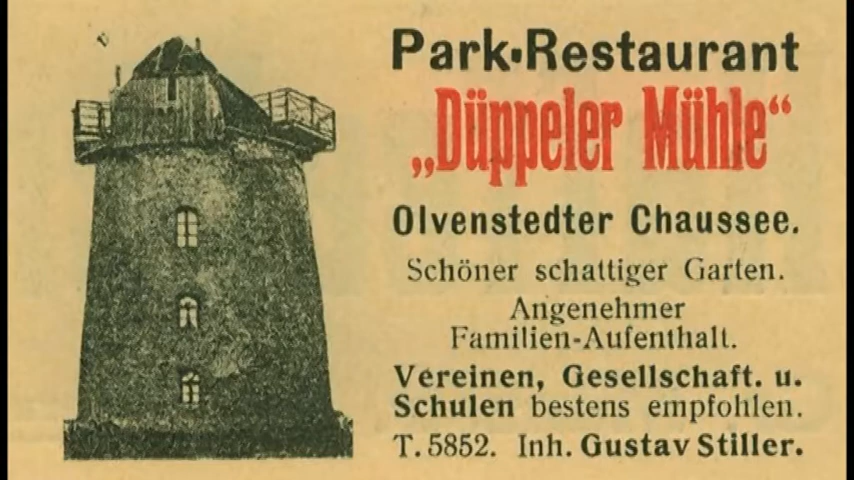 Park-Restaurant
„Düppeler Mühle“
Olvenstedter Chaussee.
Schöner schattiger Garten.
Angenehmer
Familien-Aufenthalt.
Vereinen, Gesellschaft. u.
Schulen bestens empfohlen.
T. 5852. Inh. Gustav Stiller.